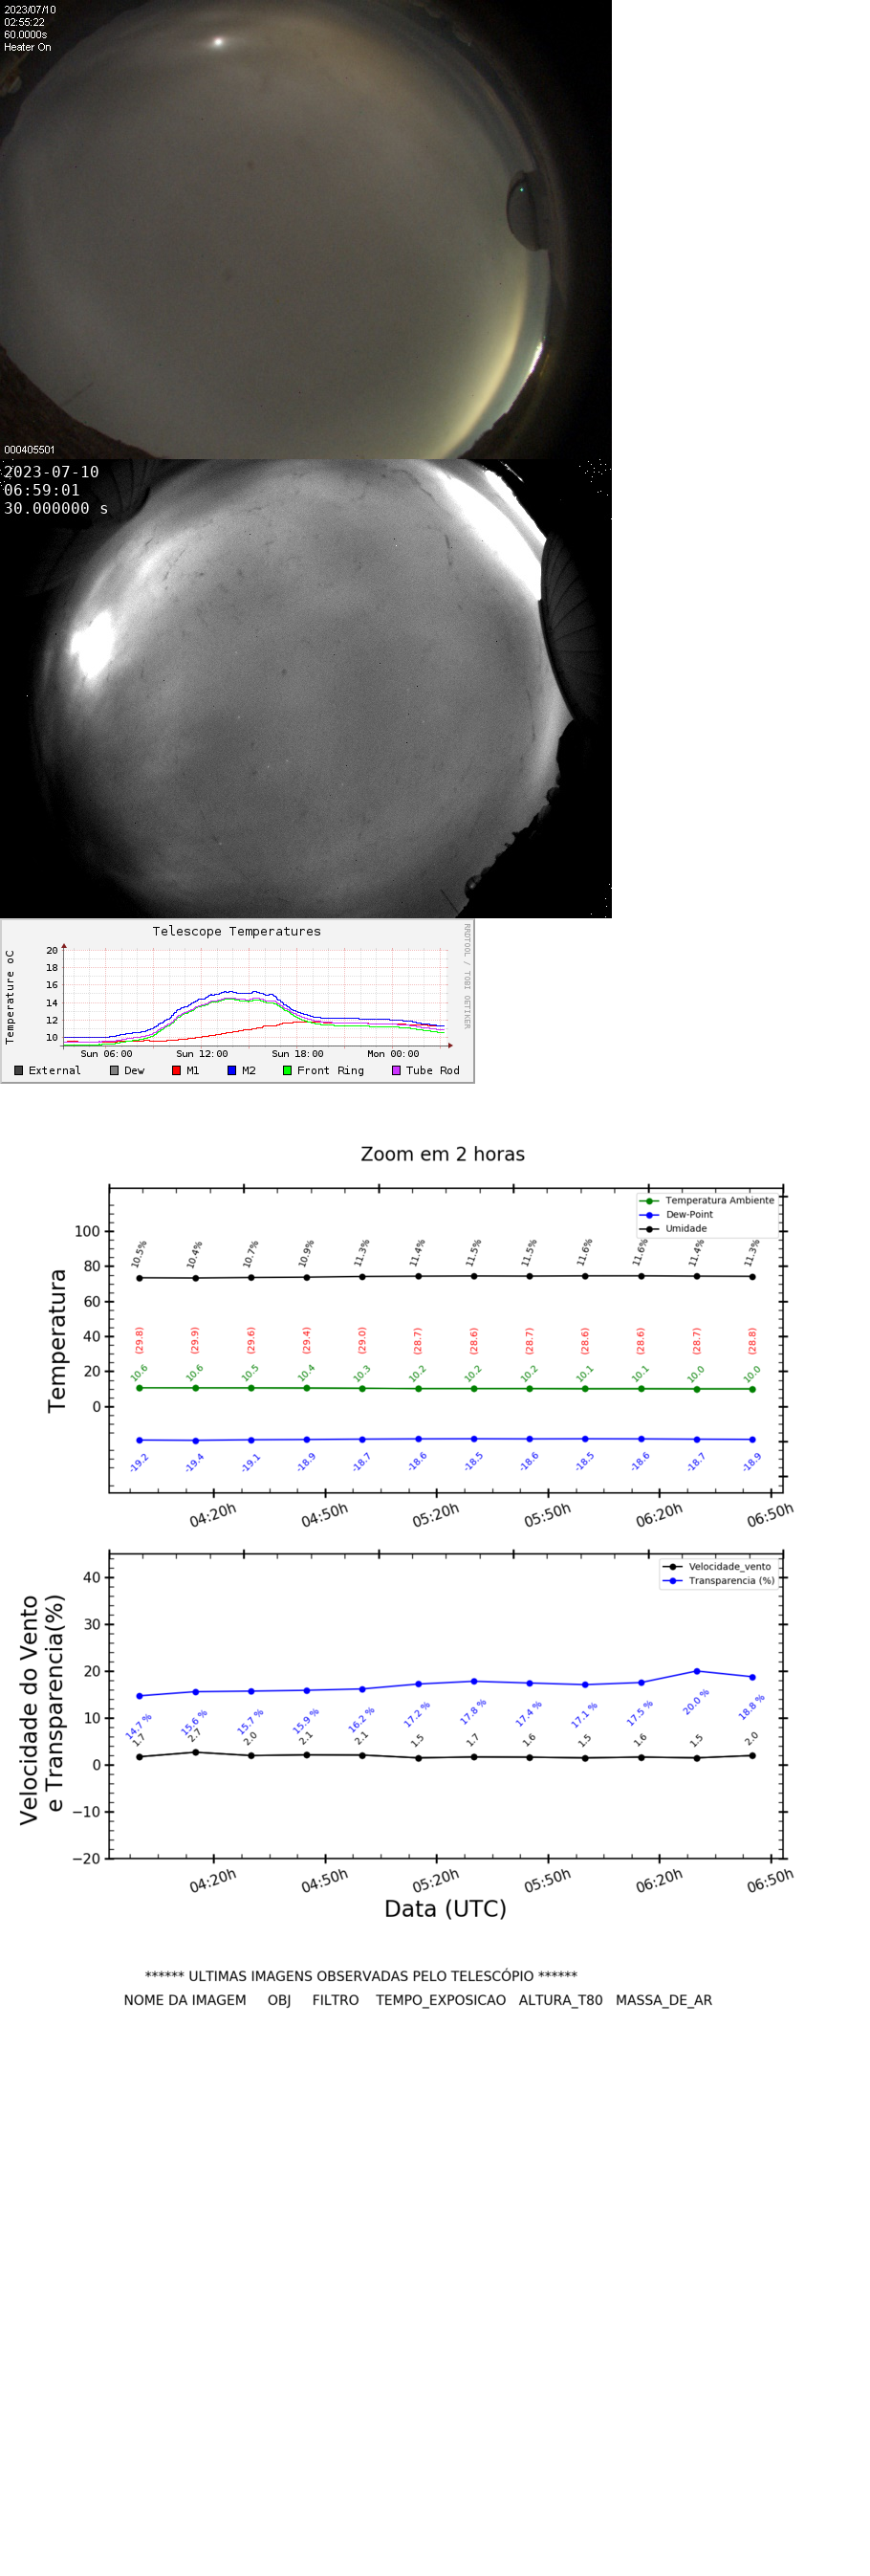 2023/07/10
02:55:22
60.0000s
Heater On
000405501
2023-07-10
06:59:01
30.000000 s
Telescope Temperatures
RRDTOOL / TOBI OETIKER
Temperature oC
20
18
16
14
12
10
Sun 06:00 Sun 12:00 Sun 18:00 Mon 00:00
External Dew M1 M2 Front Ring Tube Rod
Zoom em 2 horas
Temperatura
Temperatura Ambiente
Dew-Point
Umidade
100
80
60
40
20
0
10.5% 10.4% 10.7% 10.9% 11.3% 11.4% 11.5% 11.5% 11.6% 11.6% 11.4% 11.3%
(29.8) (29.9) (29.6) (29.4) (29.0) (28.7) (28.6) (28.7) (28.6) (28.6) (28.7) (28.8)
10.6 10.6 10.5 10.4 10.3 10.2 10.2 10.2 10.1 10.1 10.0 10.0
-19.2 -19.4 -19.1 -18.9 -18.7 -18.6 -18.5 -18.6 -18.5 -18.6 -18.7 -18.9
04:20h 04:50h 05:20h 05:50h 06:20h 06:50h
Velocidade do Vento
e Transparencia(%)
Velocidade_vento
Transparencia (%)
40
30
20
10
0
−10
−20
14.7 % 15.6 % 15.7 % 15.9 % 16.2 % 17.2 % 17.8 % 17.4 % 17.1 % 17.5 % 20.0 % 18.8 %
1.7 2.7 2.0 2.1 2.1 1.5 1.7 1.6 1.5 1.6 1.5 2.0
04:20h 04:50h 05:20h 05:50h 06:20h 06:50h
Data (UTC)
****** ULTIMAS IMAGENS OBSERVADAS PELO TELESCÓPIO ******
NOME DA IMAGEM OBJ FILTRO TEMPO_EXPOSICAO ALTURA_T80 MASSA_DE_AR